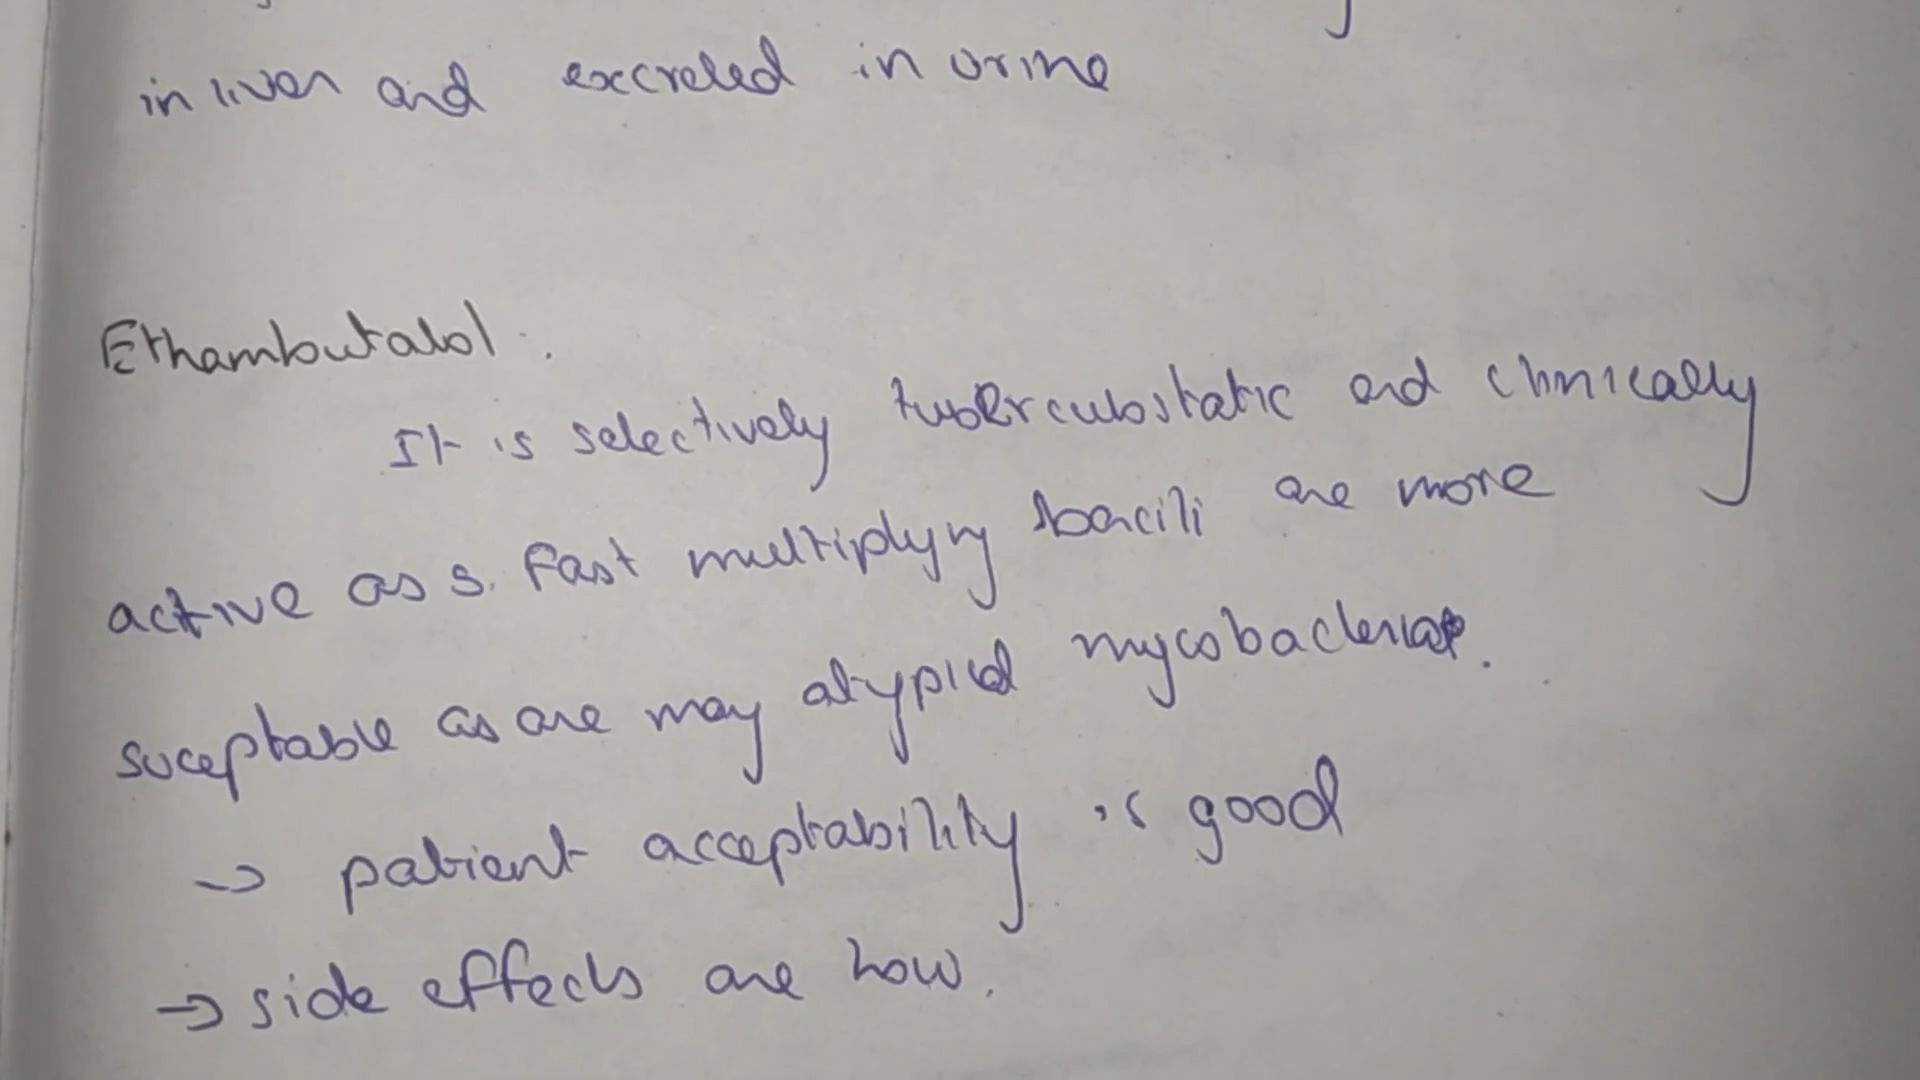 in liver and excreted in urine
Ethambutalol.
It is selectively tuberculostatic and clinically
active as s. Fast multiplying bacili are more
suceptable as are may atypical mycobacteria.
→ patient acceptability is good
→ side effects are how.